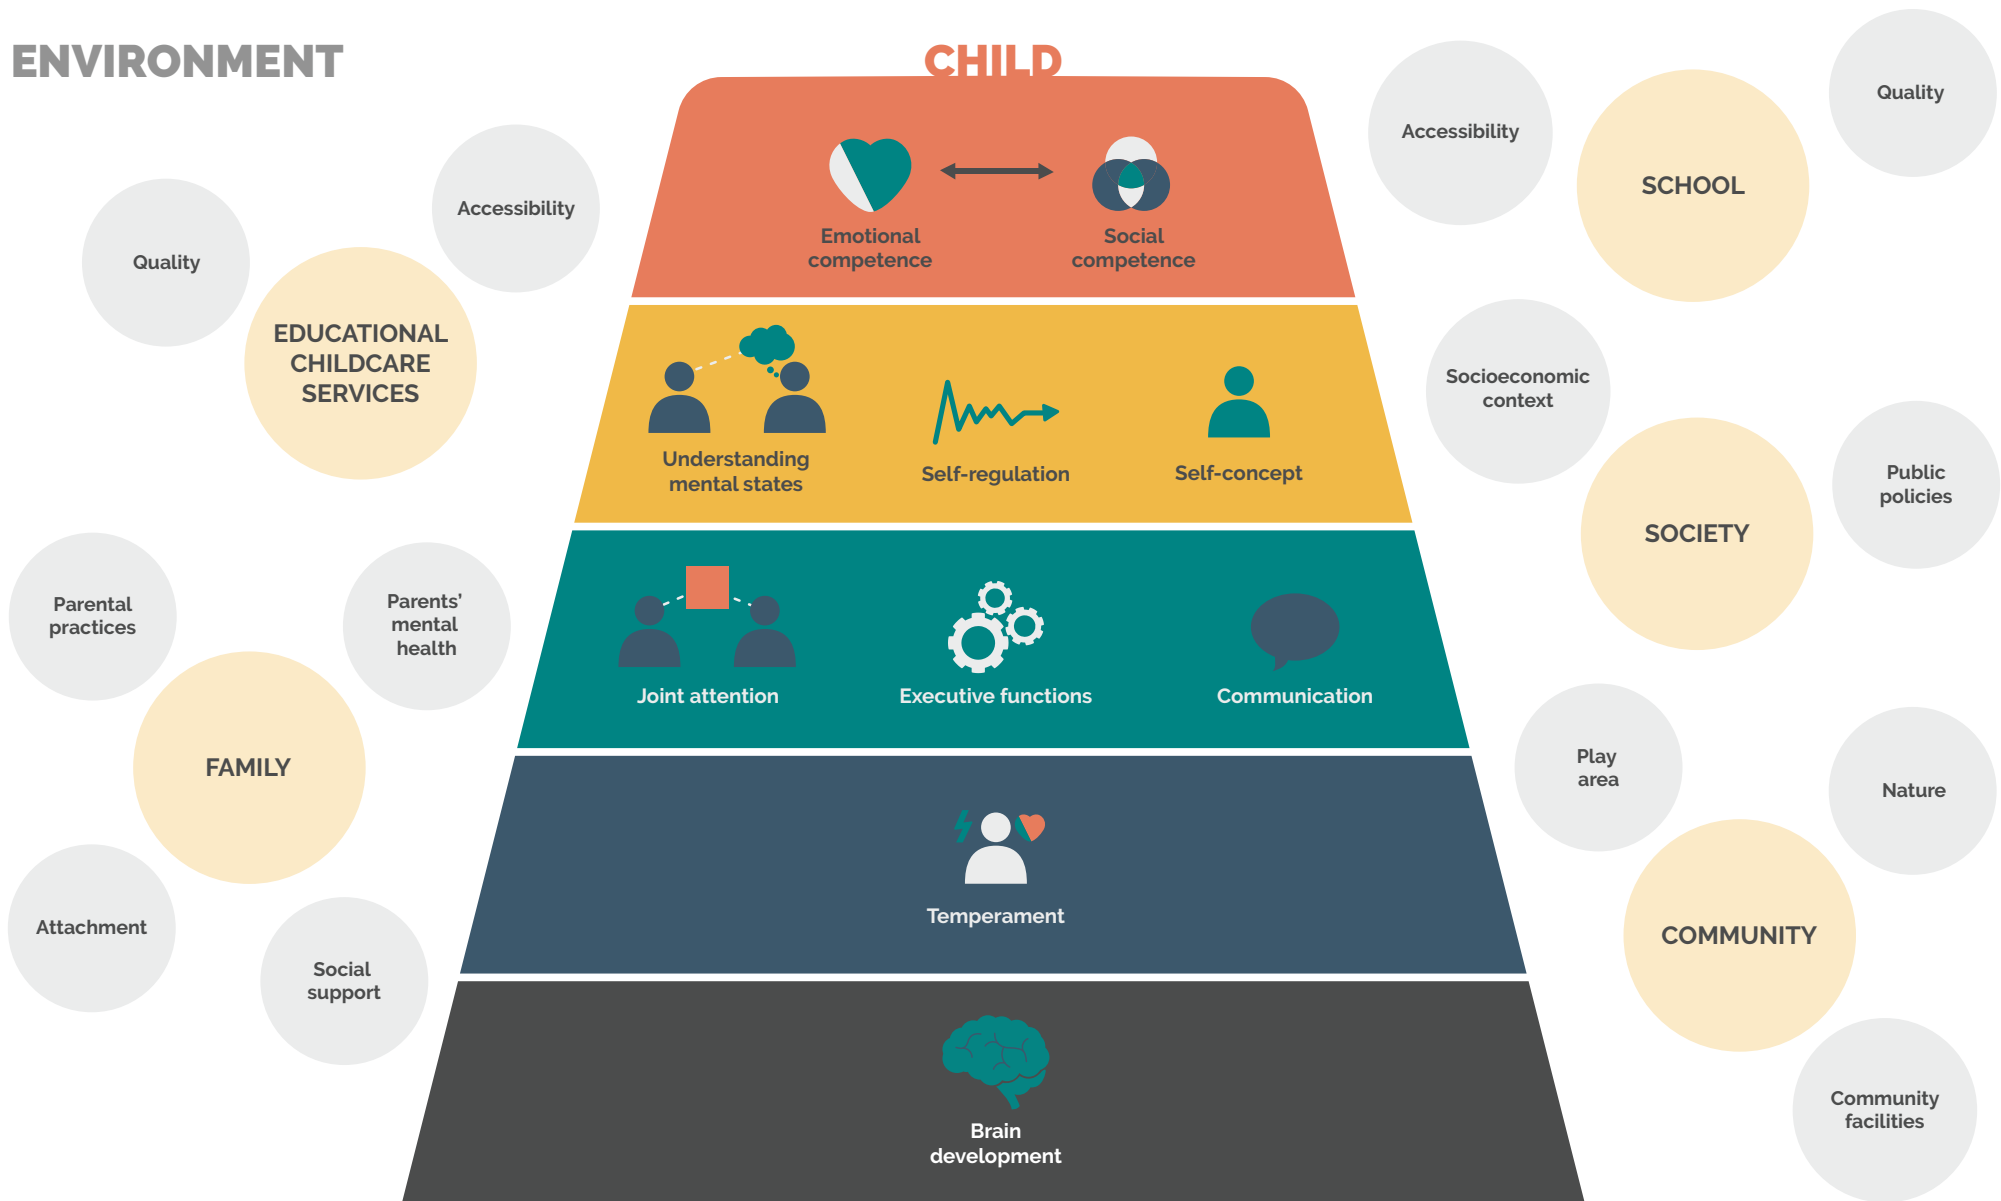 ENVIRONMENT
CHILD
Quality
Accessibility
EDUCATIONAL
CHILDCARE
SERVICES
Parental
practices
Parents’
mental
health
FAMILY
Attachment
Social
support
Emotional
competence
Social
competence
Understanding
mental states
Self-regulation
Self-concept
Joint attention
Executive functions
Communication
Temperament
Brain
development
Accessibility
SCHOOL
Quality
Socioeconomic
context
SOCIETY
Public
policies
Play
area
Nature
COMMUNITY
Community
facilities